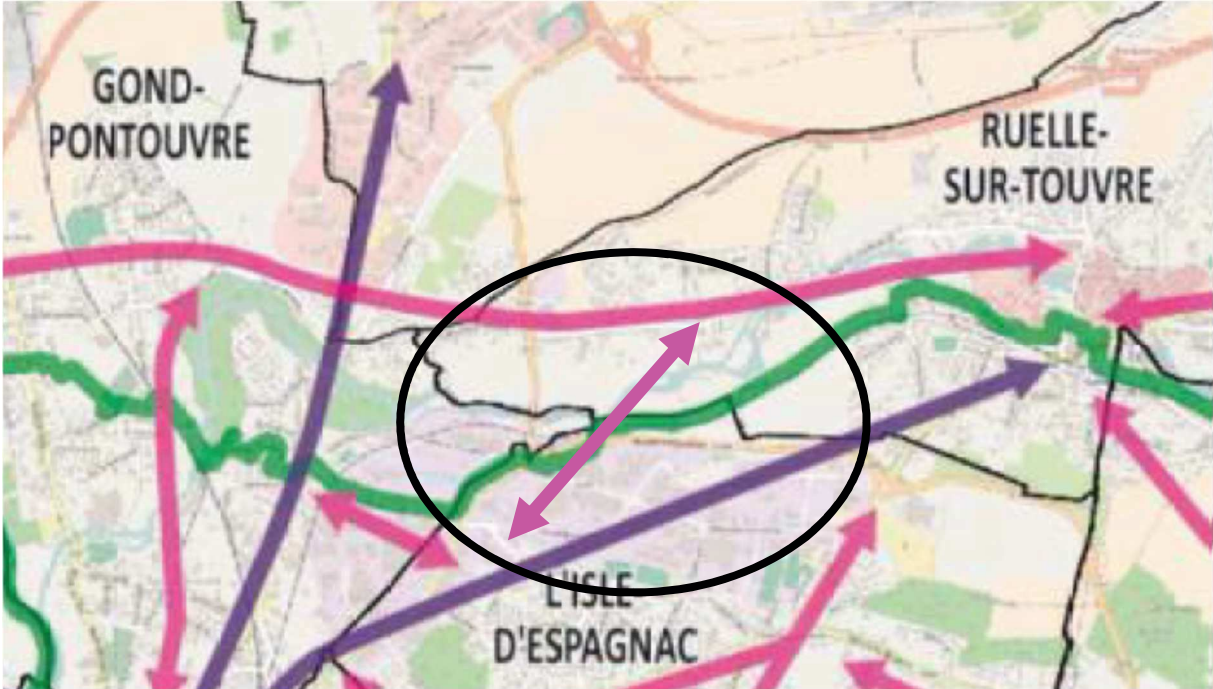 GOND-
PONTOUVRE
RUELLE-
SUR-TOUVRE
L'ISLE
D'ESPAGNAC